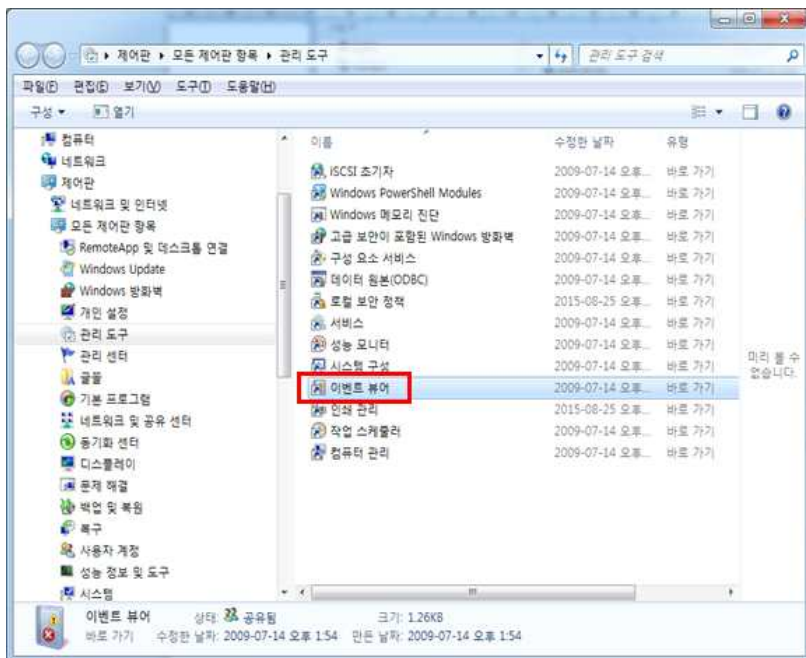 제어판 ▸ 모든 제어판 항목 ▸ 관리 도구
관리 도구 검색
파일(F) 편집(E) 보기(V) 도구(T) 도움말(H)
구성 열기
컴퓨터
네트워크
제어판
네트워크 및 인터넷
모든 제어판 항목
RemoteApp 및 데스크톱 연결
Windows Update
Windows 방화벽
개인 설정
관리 도구
관리 센터
글꼴
기본 프로그램
네트워크 및 공유 센터
동기화 센터
디스플레이
문제 해결
백업 및 복원
복구
사용자 계정
성능 정보 및 도구
시스템
이름 수정한 날짜 유형
iSCSI 초기자 2009-07-14 오후... 바로 가기
Windows PowerShell Modules 2009-07-14 오후... 바로 가기
Windows 메모리 진단 2009-07-14 오후... 바로 가기
고급 보안이 포함된 Windows 방화벽 2009-07-14 오후... 바로 가기
구성 요소 서비스 2009-07-14 오후... 바로 가기
데이터 원본(ODBC) 2009-07-14 오후... 바로 가기
로컬 보안 정책 2015-08-25 오후... 바로 가기
서비스 2009-07-14 오후... 바로 가기
성능 모니터 2009-07-14 오후... 바로 가기
시스템 구성 2009-07-14 오후... 바로 가기
이벤트 뷰어 2009-07-14 오후... 바로 가기
인쇄 관리 2015-08-25 오후... 바로 가기
작업 스케줄러 2009-07-14 오후... 바로 가기
컴퓨터 관리 2009-07-14 오후... 바로 가기
미리 볼 수
없습니다.
이벤트 뷰어 상태: 공유됨 크기: 1.26KB
바로 가기 수정한 날짜: 2009-07-14 오후 1:54 만든 날짜: 2009-07-14 오후 1:54